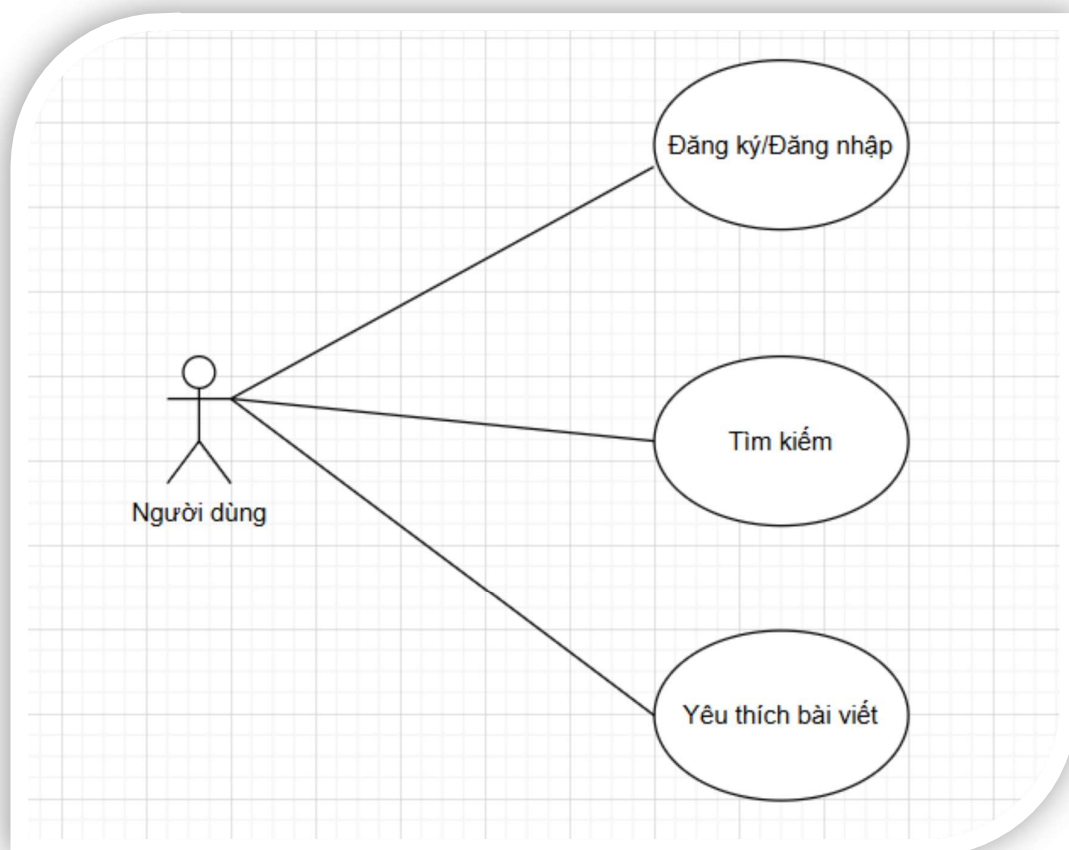 Đăng ký/Đăng nhập
Tìm kiếm
Người dùng
Yêu thích bài viết